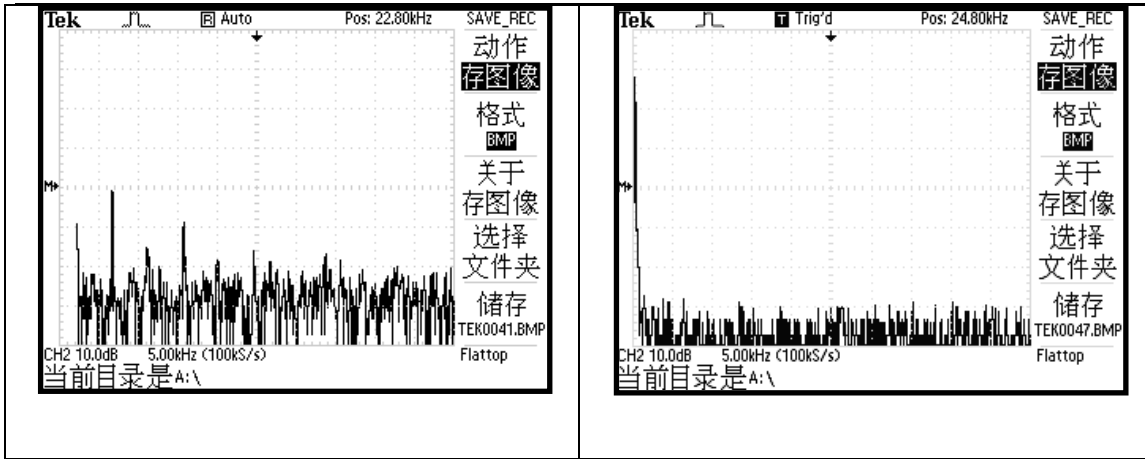 Tek R Auto Pos: 22.80kHz SAVE_REC
动作
存图像
格式
BMP
关于
存图像
选择
文件夹
储存
TEK0041.BMP
M
CH2 10.0dB 5.00kHz (100kS/s) Flattop
当前目录是A:\
Tek T Trig'd Pos: 24.80kHz SAVE_REC
动作
存图像
格式
BMP
关于
存图像
选择
文件夹
储存
TEK0047.BMP
M
CH2 10.0dB 5.00kHz (100kS/s) Flattop
当前目录是A:\